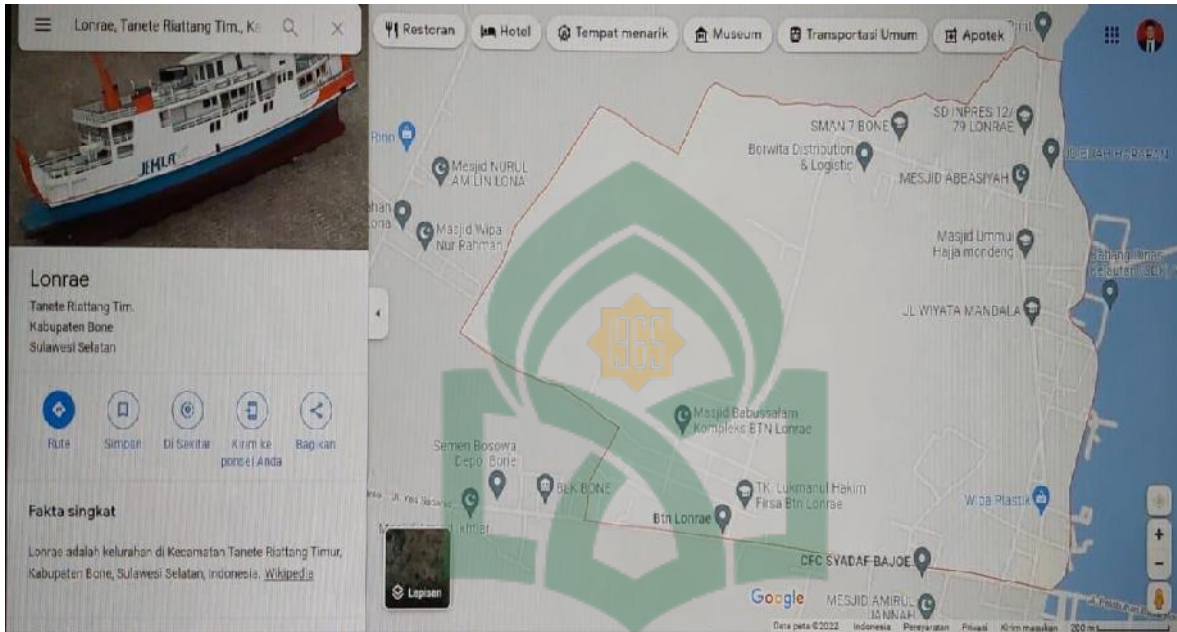 Lonrae, Tanete Riattang Tim., Ka
JEKLA
Lonrae
Tanete Riattang Tim.
Kabupaten Bone
Sulawesi Selatan
Rute
Simpan
Di Sekitar
Kirim ke
ponsel Anda
Bagikan
Fakta singkat
Lonrae adalah kelurahan di Kecamatan Tanete Riattang Timur,
Kabupaten Bone, Sulawesi Selatan, Indonesia. Wikipedia
Restoran
Hotel
Tempat menarik
Museum
Transportasi Umum
Apotek
SMAN 7 BONE
SD INPRES 12/
79 LONRAE
Borwita Distribution
& Logistic
MESJID ABBASIYAH
Mesjid NURUL
AMILIN LONA
Masjid Wipa
Nur Rahman
Masjid Ummul
Hajja mondeng
JL WIYATA MANDALA
1965
Masjid Babussalam
Kompleks BTN Lonrae
Semen Bosowa
Depo Bone
BLK BONE
TK. Lukmanul Hakim
Firsa Btn Lonrae
Btn Lonrae
Wipa Plastik
CFC SYADAF BAJOE
MESJID AMIRUL
JANNAH
Lapisan
Google
Data peta ©2022
Indonesia
Persyaratan
Privasi
Kirim masukan
200 m